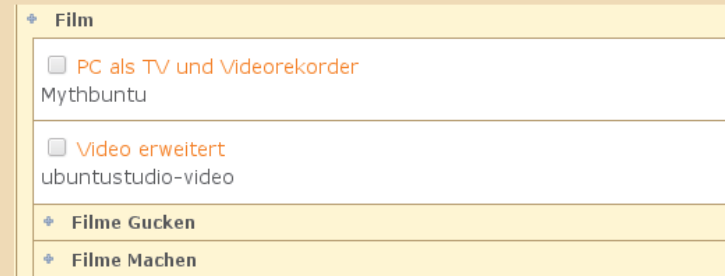 Film
PC als TV und Videorekorder
Mythbuntu
Video erweitert
ubuntustudio-video
Filme Gucken
Filme Machen